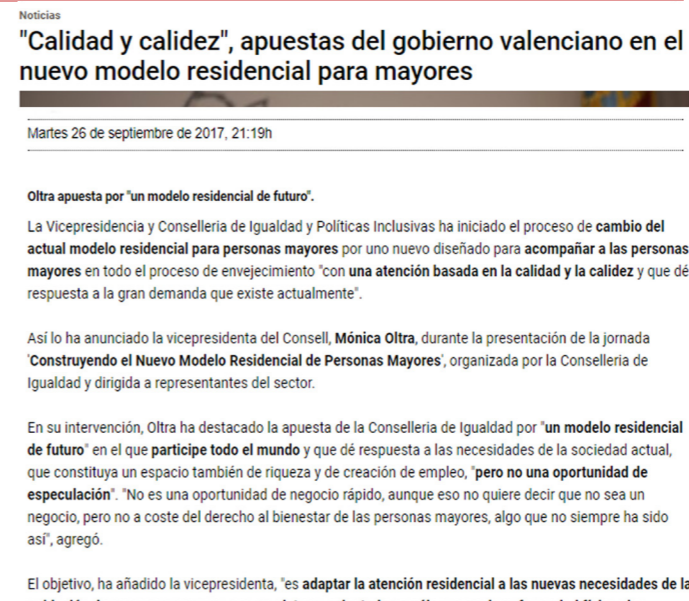 Noticias
"Calidad y calidez", apuestas del gobierno valenciano en el
nuevo modelo residencial para mayores
Martes 26 de septiembre de 2017, 21:19h
Oltra apuesta por "un modelo residencial de futuro".
La Vicepresidencia y Conselleria de Igualdad y Políticas Inclusivas ha iniciado el proceso de cambio del
actual modelo residencial para personas mayores por uno nuevo diseñado para acompañar a las personas
mayores en todo el proceso de envejecimiento "con una atención basada en la calidad y la calidez y que dé
respuesta a la gran demanda que existe actualmente".
Así lo ha anunciado la vicepresidenta del Consell, Mónica Oltra, durante la presentación de la jornada
'Construyendo el Nuevo Modelo Residencial de Personas Mayores', organizada por la Conselleria de
Igualdad y dirigida a representantes del sector.
En su intervención, Oltra ha destacado la apuesta de la Conselleria de Igualdad por "un modelo residencial
de futuro" en el que participe todo el mundo y que dé respuesta a las necesidades de la sociedad actual,
que constituya un espacio también de riqueza y de creación de empleo, "pero no una oportunidad de
especulación". "No es una oportunidad de negocio rápido, aunque eso no quiere decir que no sea un
negocio, pero no a coste del derecho al bienestar de las personas mayores, algo que no siempre ha sido
así", agregó.
El objetivo, ha añadido la vicepresidenta, "es adaptar la atención residencial a las nuevas necesidades de la